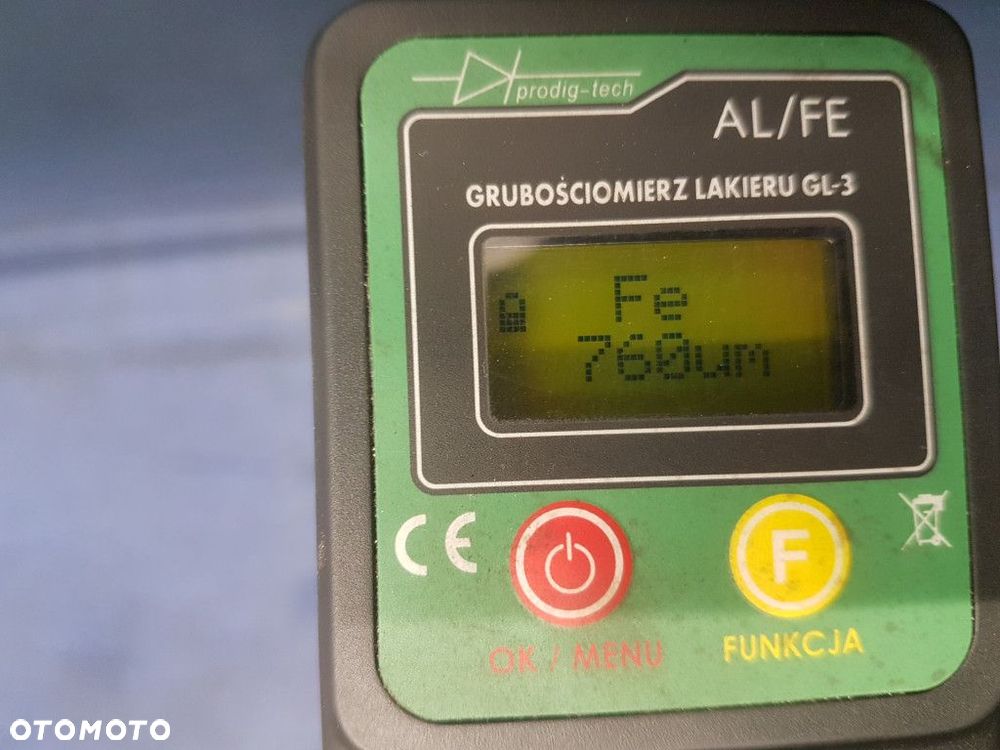 prodig-tech
AL/FE
GRUBOŚCIOMIERZ LAKIERU GL-3
Fe
760um
CE
F
OK / MENU
FUNKCJA
OTOMOTO